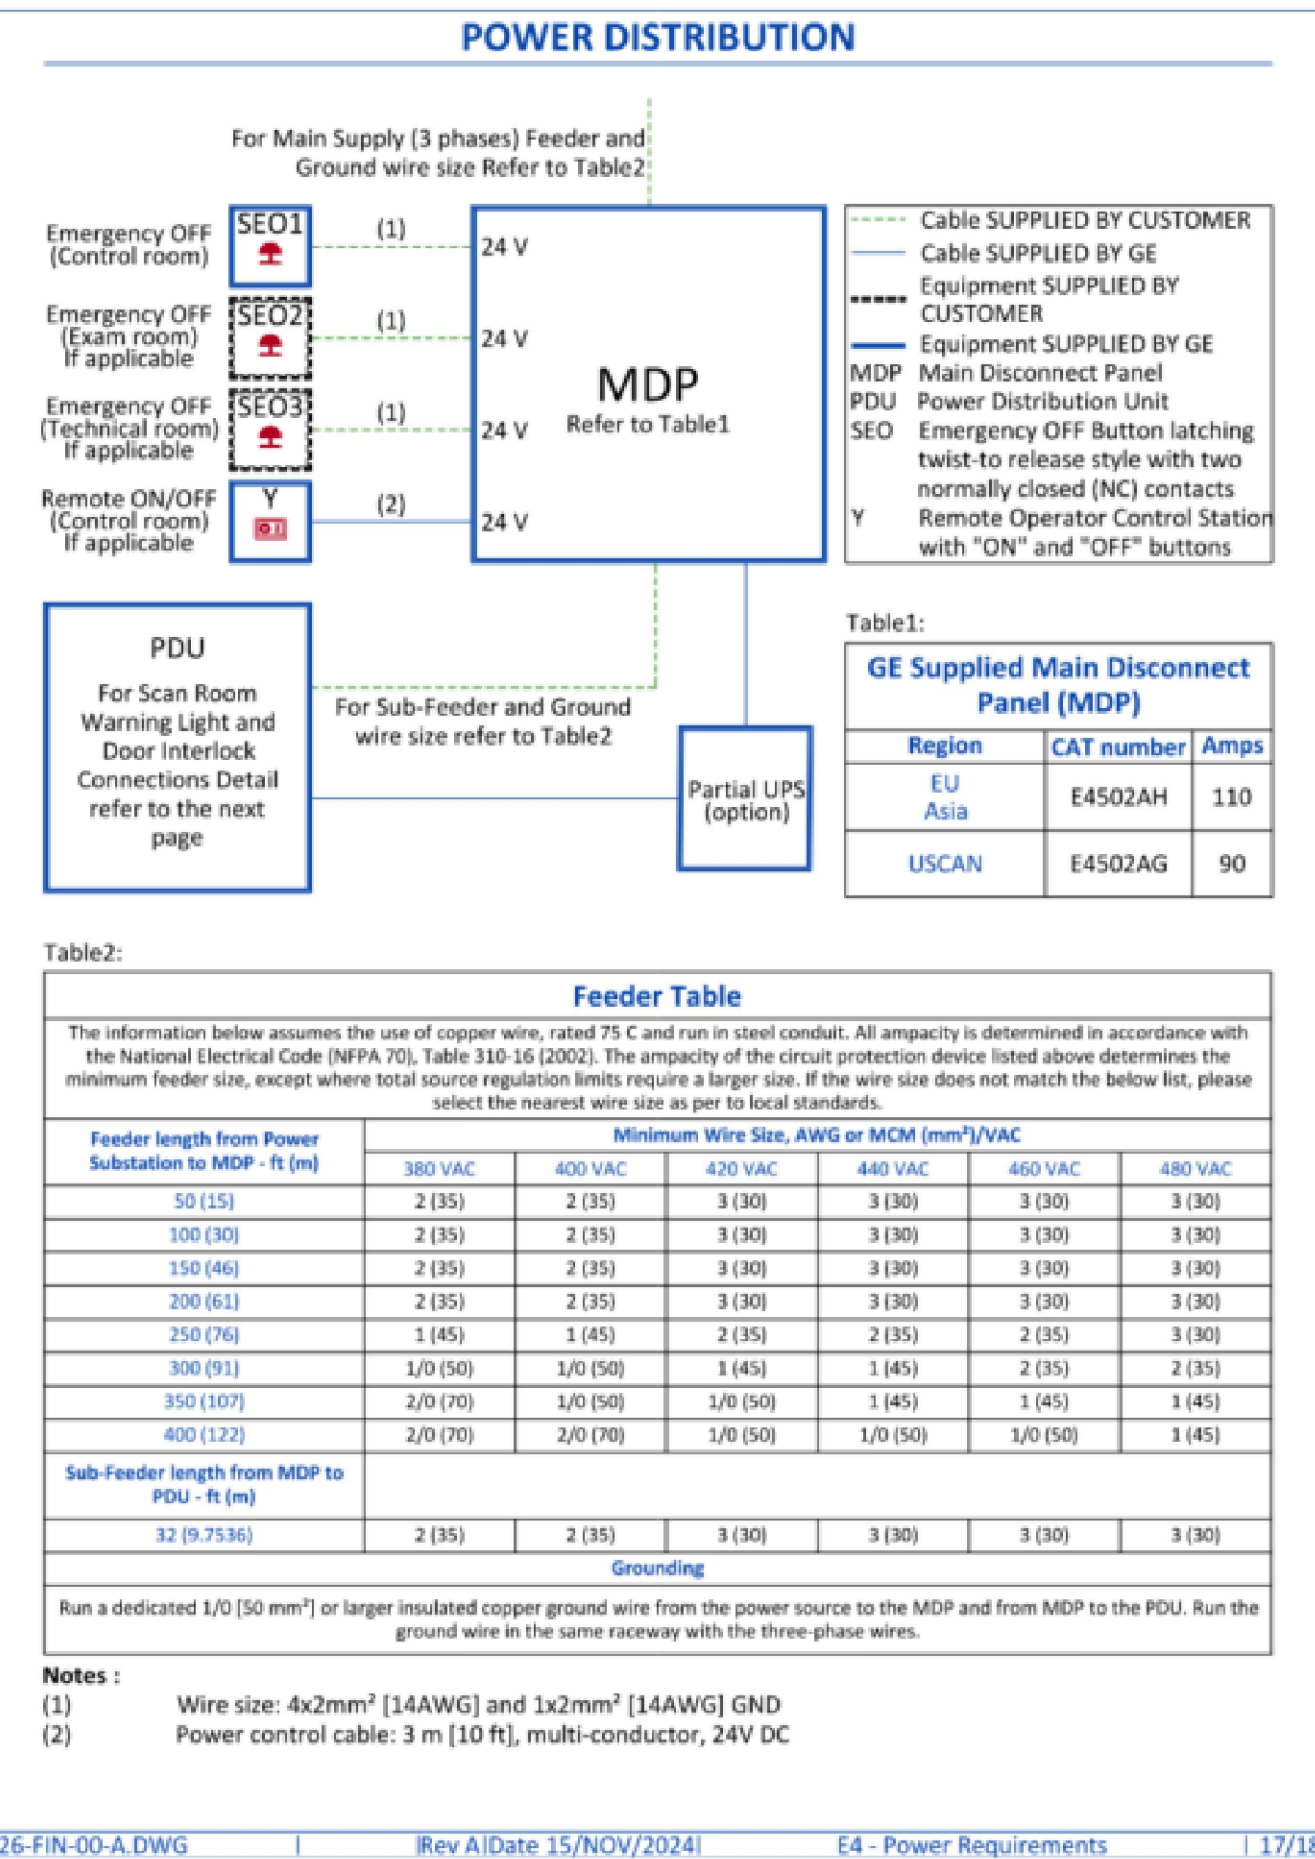 POWER DISTRIBUTION
For Main Supply (3 phases) Feeder and
Ground wire size Refer to Table2
Emergency OFF
(Control room)
SEO1
(1)
24 V
Emergency OFF
(Exam room)
If applicable
SEO2
(1)
24 V
Emergency OFF
(Technical room)
If applicable
SEO3
(1)
24 V
Remote ON/OFF
(Control room)
If applicable
Y
(2)
24 V
MDP
Refer to Table1
Cable SUPPLIED BY CUSTOMER
Cable SUPPLIED BY GE
Equipment SUPPLIED BY
CUSTOMER
Equipment SUPPLIED BY GE
MDP Main Disconnect Panel
PDU Power Distribution Unit
SEO Emergency OFF Button latching
twist-to release style with two
normally closed (NC) contacts
Y Remote Operator Control Station
with "ON" and "OFF" buttons
PDU
For Scan Room
Warning Light and
Door Interlock
Connections Detail
refer to the next
page
For Sub-Feeder and Ground
wire size refer to Table2
Partial UPS
(option)
Table1:
GE Supplied Main Disconnect
Panel (MDP)
Region CAT number Amps
EU
Asia
E4502AH 110
USCAN E4502AG 90
Table2:
Feeder Table
The information below assumes the use of copper wire, rated 75 C and run in steel conduit. All ampacity is determined in accordance with
the National Electrical Code (NFPA 70), Table 310-16 (2002). The ampacity of the circuit protection device listed above determines the
minimum feeder size, except where total source regulation limits require a larger size. If the wire size does not match the below list, please
select the nearest wire size as per to local standards.
Feeder length from Power
Substation to MDP - ft (m)
Minimum Wire Size, AWG or MCM (mm²)/VAC
380 VAC 400 VAC 420 VAC 440 VAC 460 VAC 480 VAC
50 (15) 2 (35) 2 (35) 3 (30) 3 (30) 3 (30) 3 (30)
100 (30) 2 (35) 2 (35) 3 (30) 3 (30) 3 (30) 3 (30)
150 (46) 2 (35) 2 (35) 3 (30) 3 (30) 3 (30) 3 (30)
200 (61) 2 (35) 2 (35) 3 (30) 3 (30) 3 (30) 3 (30)
250 (76) 1 (45) 1 (45) 2 (35) 2 (35) 2 (35) 3 (30)
300 (91) 1/0 (50) 1/0 (50) 1 (45) 1 (45) 2 (35) 2 (35)
350 (107) 2/0 (70) 1/0 (50) 1/0 (50) 1 (45) 1 (45) 1 (45)
400 (122) 2/0 (70) 2/0 (70) 1/0 (50) 1/0 (50) 1/0 (50) 1 (45)
Sub-Feeder length from MDP to
PDU - ft (m)
32 (9.7536) 2 (35) 2 (35) 3 (30) 3 (30) 3 (30) 3 (30)
Grounding
Run a dedicated 1/0 [50 mm²] or larger insulated copper ground wire from the power source to the MDP and from MDP to the PDU. Run the
ground wire in the same raceway with the three-phase wires.
Notes :
(1) Wire size: 4x2mm² [14AWG] and 1x2mm² [14AWG] GND
(2) Power control cable: 3 m [10 ft], multi-conductor, 24V DC
26-FIN-00-A.DWG | |Rev A|Date 15/NOV/2024| E4 - Power Requirements | 17/18